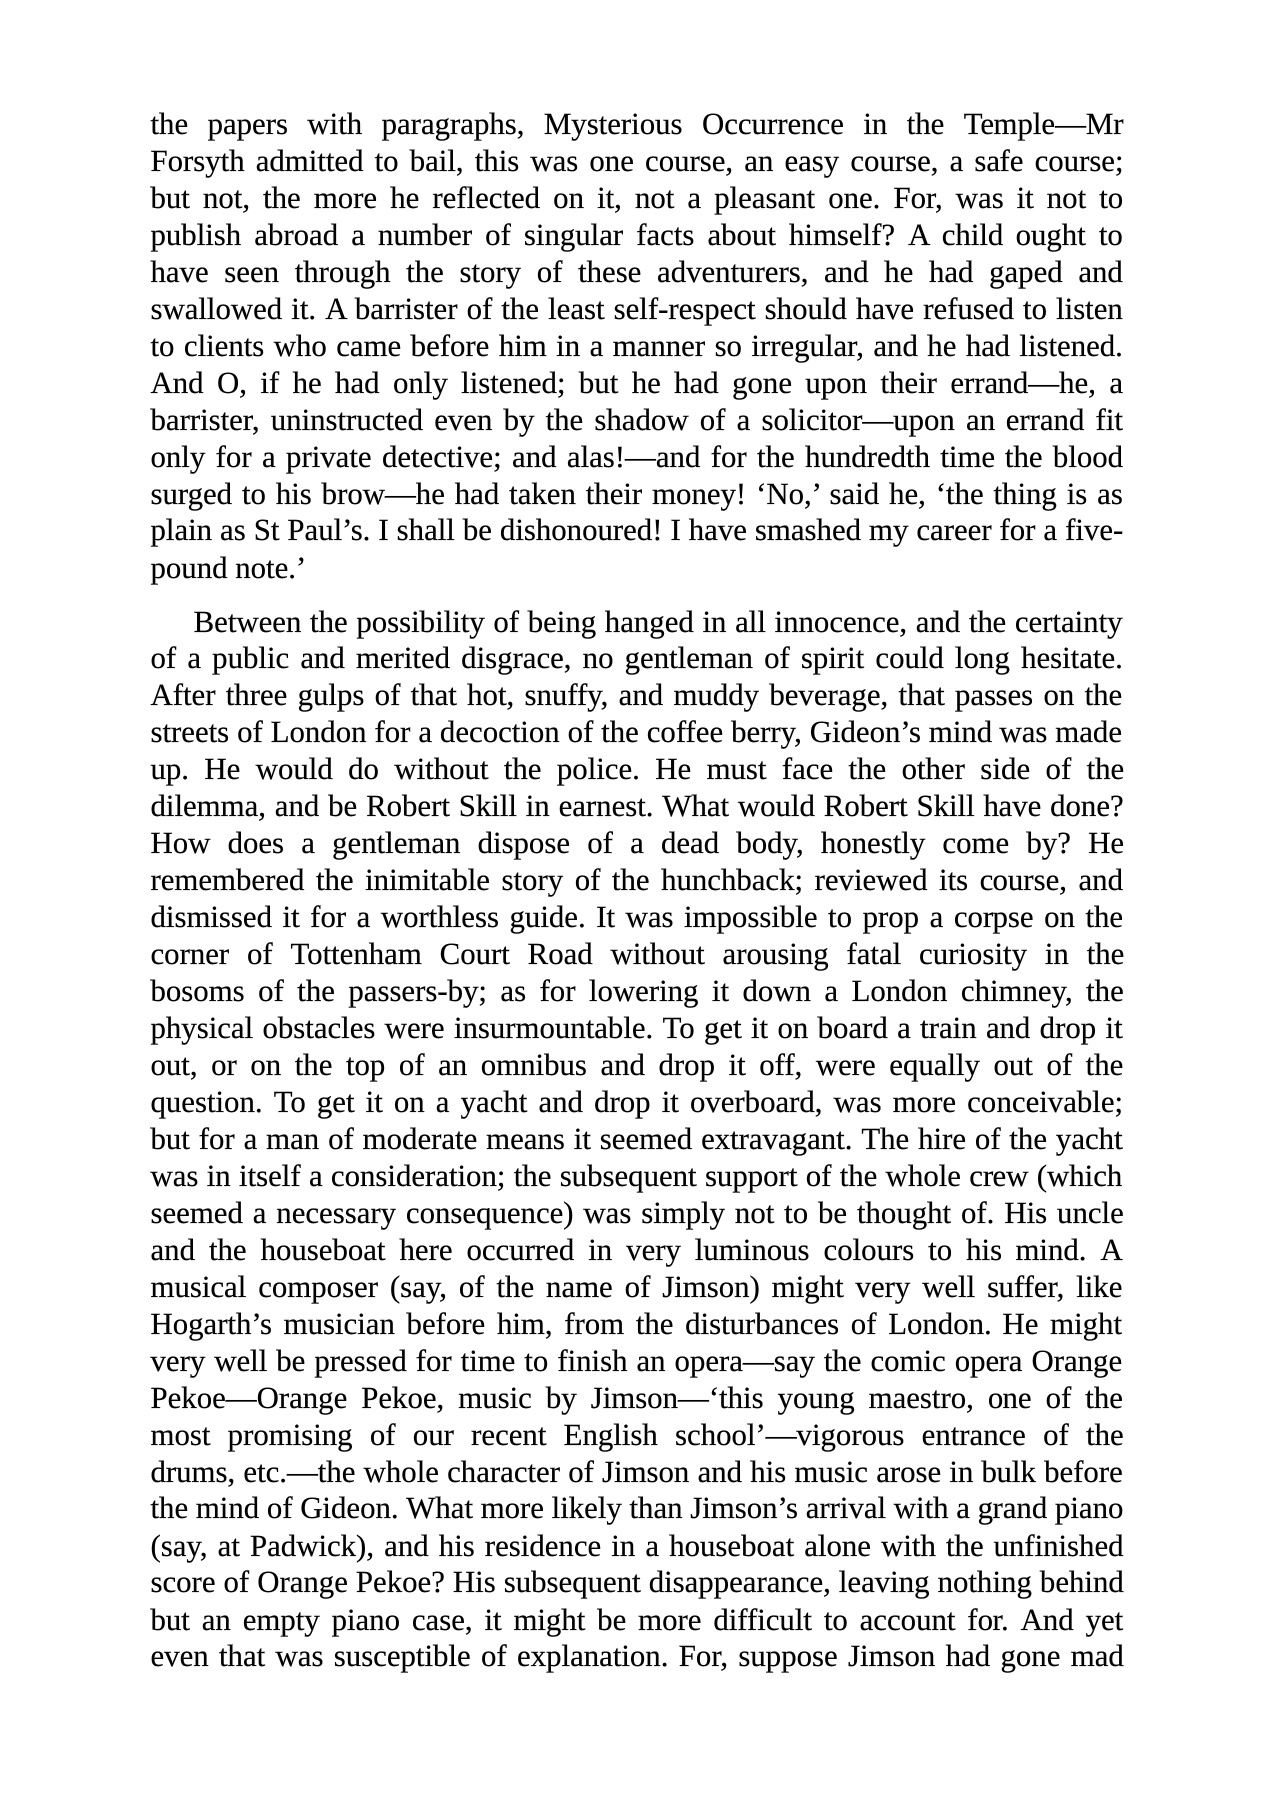 the papers with paragraphs, Mysterious Occurrence in the Temple—Mr
Forsyth admitted to bail, this was one course, an easy course, a safe course;
but not, the more he reflected on it, not a pleasant one. For, was it not to
publish abroad a number of singular facts about himself? A child ought to
have seen through the story of these adventurers, and he had gaped and
swallowed it. A barrister of the least self-respect should have refused to listen
to clients who came before him in a manner so irregular, and he had listened.
And O, if he had only listened; but he had gone upon their errand—he, a
barrister, uninstructed even by the shadow of a solicitor—upon an errand fit
only for a private detective; and alas!—and for the hundredth time the blood
surged to his brow—he had taken their money! ‘No,’ said he, ‘the thing is as
plain as St Paul’s. I shall be dishonoured! I have smashed my career for a five-
pound note.’
Between the possibility of being hanged in all innocence, and the certainty
of a public and merited disgrace, no gentleman of spirit could long hesitate.
After three gulps of that hot, snuffy, and muddy beverage, that passes on the
streets of London for a decoction of the coffee berry, Gideon’s mind was made
up. He would do without the police. He must face the other side of the
dilemma, and be Robert Skill in earnest. What would Robert Skill have done?
How does a gentleman dispose of a dead body, honestly come by? He
remembered the inimitable story of the hunchback; reviewed its course, and
dismissed it for a worthless guide. It was impossible to prop a corpse on the
corner of Tottenham Court Road without arousing fatal curiosity in the
bosoms of the passers-by; as for lowering it down a London chimney, the
physical obstacles were insurmountable. To get it on board a train and drop it
out, or on the top of an omnibus and drop it off, were equally out of the
question. To get it on a yacht and drop it overboard, was more conceivable;
but for a man of moderate means it seemed extravagant. The hire of the yacht
was in itself a consideration; the subsequent support of the whole crew (which
seemed a necessary consequence) was simply not to be thought of. His uncle
and the houseboat here occurred in very luminous colours to his mind. A
musical composer (say, of the name of Jimson) might very well suffer, like
Hogarth’s musician before him, from the disturbances of London. He might
very well be pressed for time to finish an opera—say the comic opera Orange
Pekoe—Orange Pekoe, music by Jimson—‘this young maestro, one of the
most promising of our recent English school’—vigorous entrance of the
drums, etc.—the whole character of Jimson and his music arose in bulk before
the mind of Gideon. What more likely than Jimson’s arrival with a grand piano
(say, at Padwick), and his residence in a houseboat alone with the unfinished
score of Orange Pekoe? His subsequent disappearance, leaving nothing behind
but an empty piano case, it might be more difficult to account for. And yet
even that was susceptible of explanation. For, suppose Jimson had gone mad